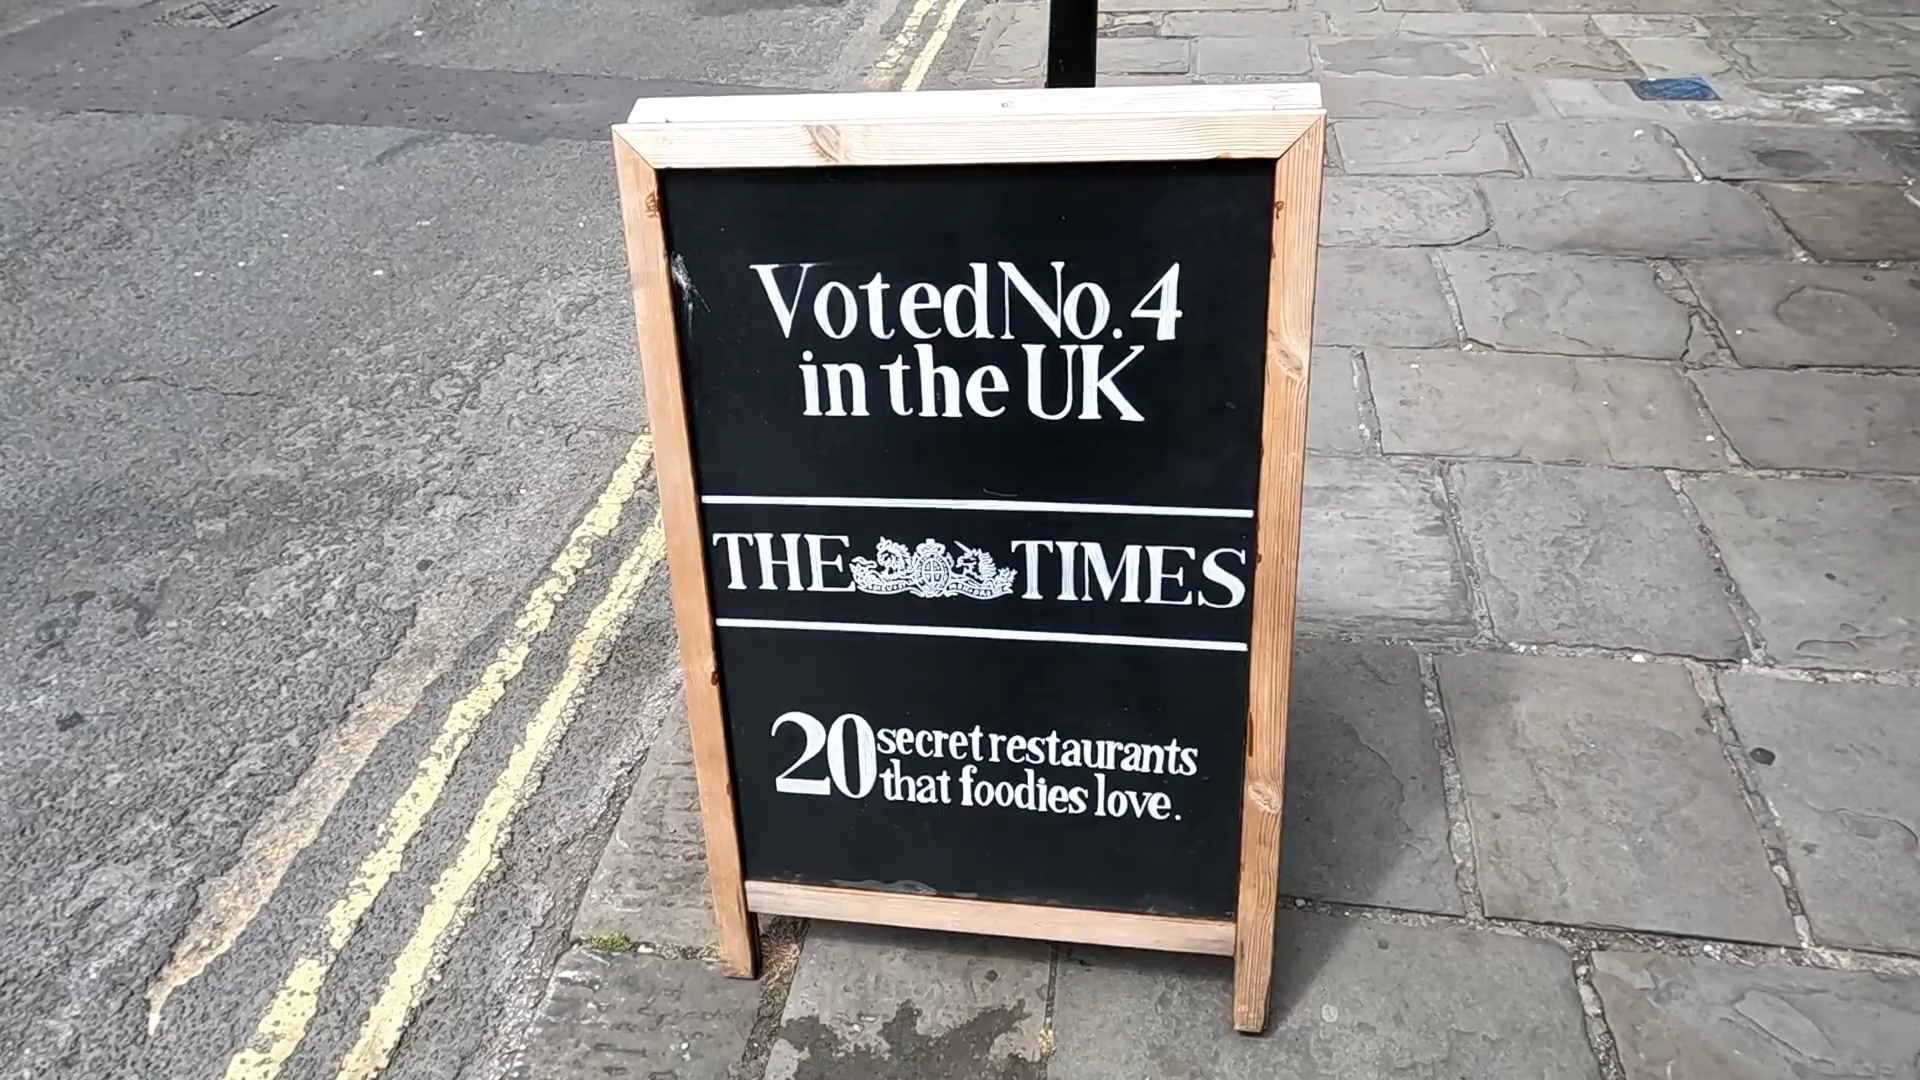 Voted No. 4
in the UK
THE TIMES
20 secret restaurants
that foodies love.